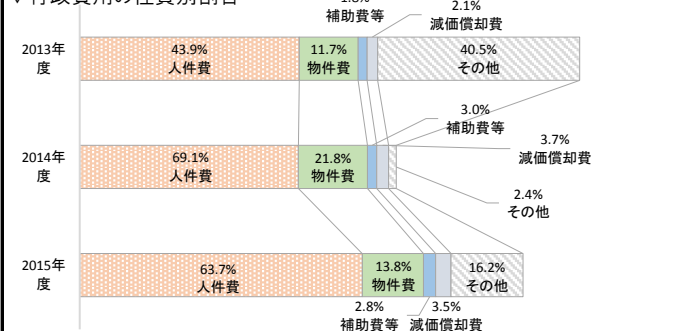 ▽行政費用の性質別割合
1.8%
補助費等
2.1%
減価償却費
2013年
度
43.9%
人件費
11.7%
物件費
40.5%
その他
3.0%
補助費等
3.7%
減価償却費
2014年
度
69.1%
人件費
21.8%
物件費
2.4%
その他
2015年
度
63.7%
人件費
13.8%
物件費
16.2%
その他
2.8%
補助費等
3.5%
減価償却費